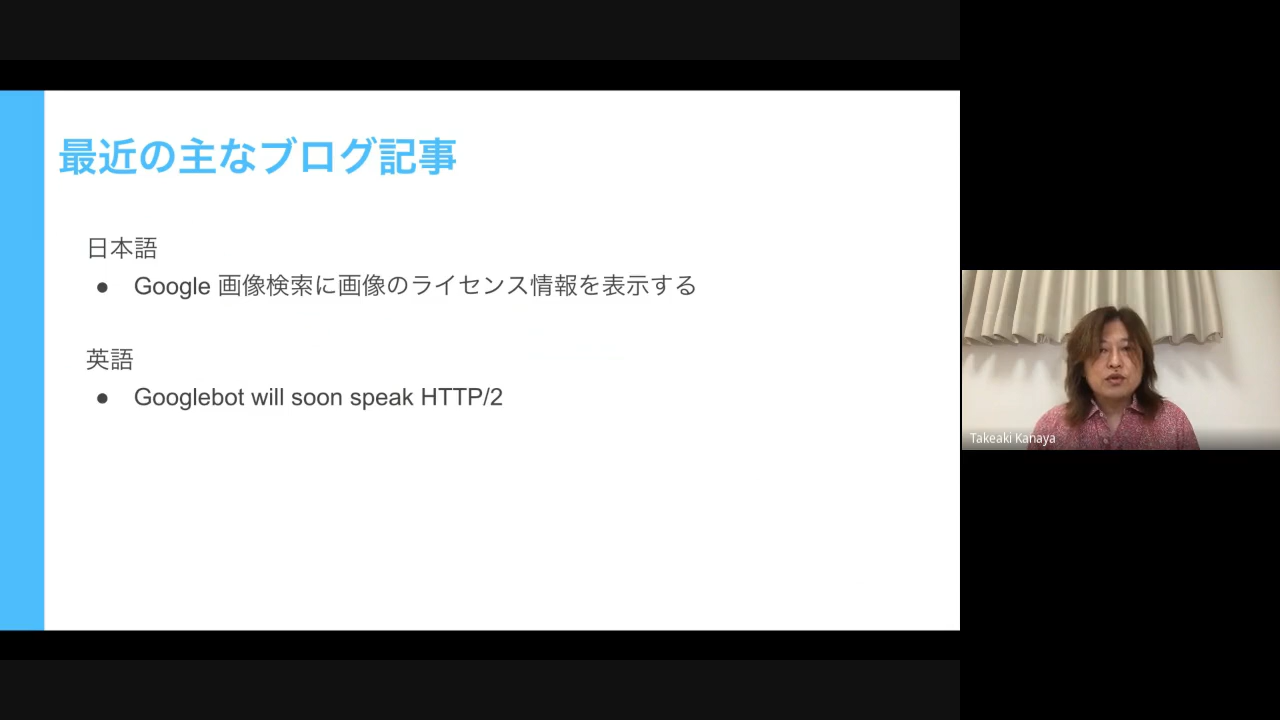 最近の主なブログ記事
日本語
● Google 画像検索に画像のライセンス情報を表示する
英語
● Googlebot will soon speak HTTP/2
Takeaki Kanaya